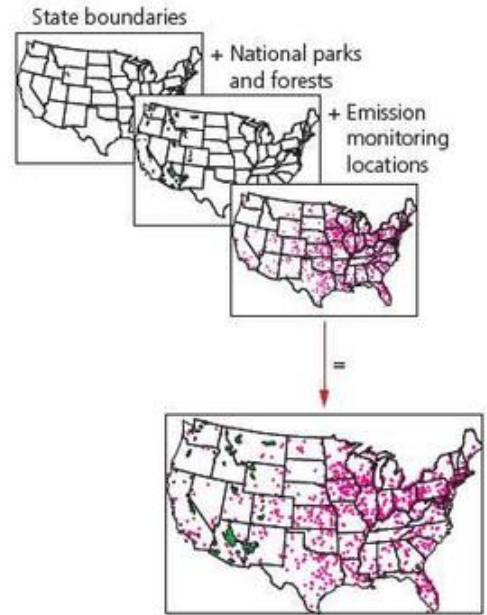 State boundaries
+ National parks
and forests
+ Emission
monitoring
locations
=